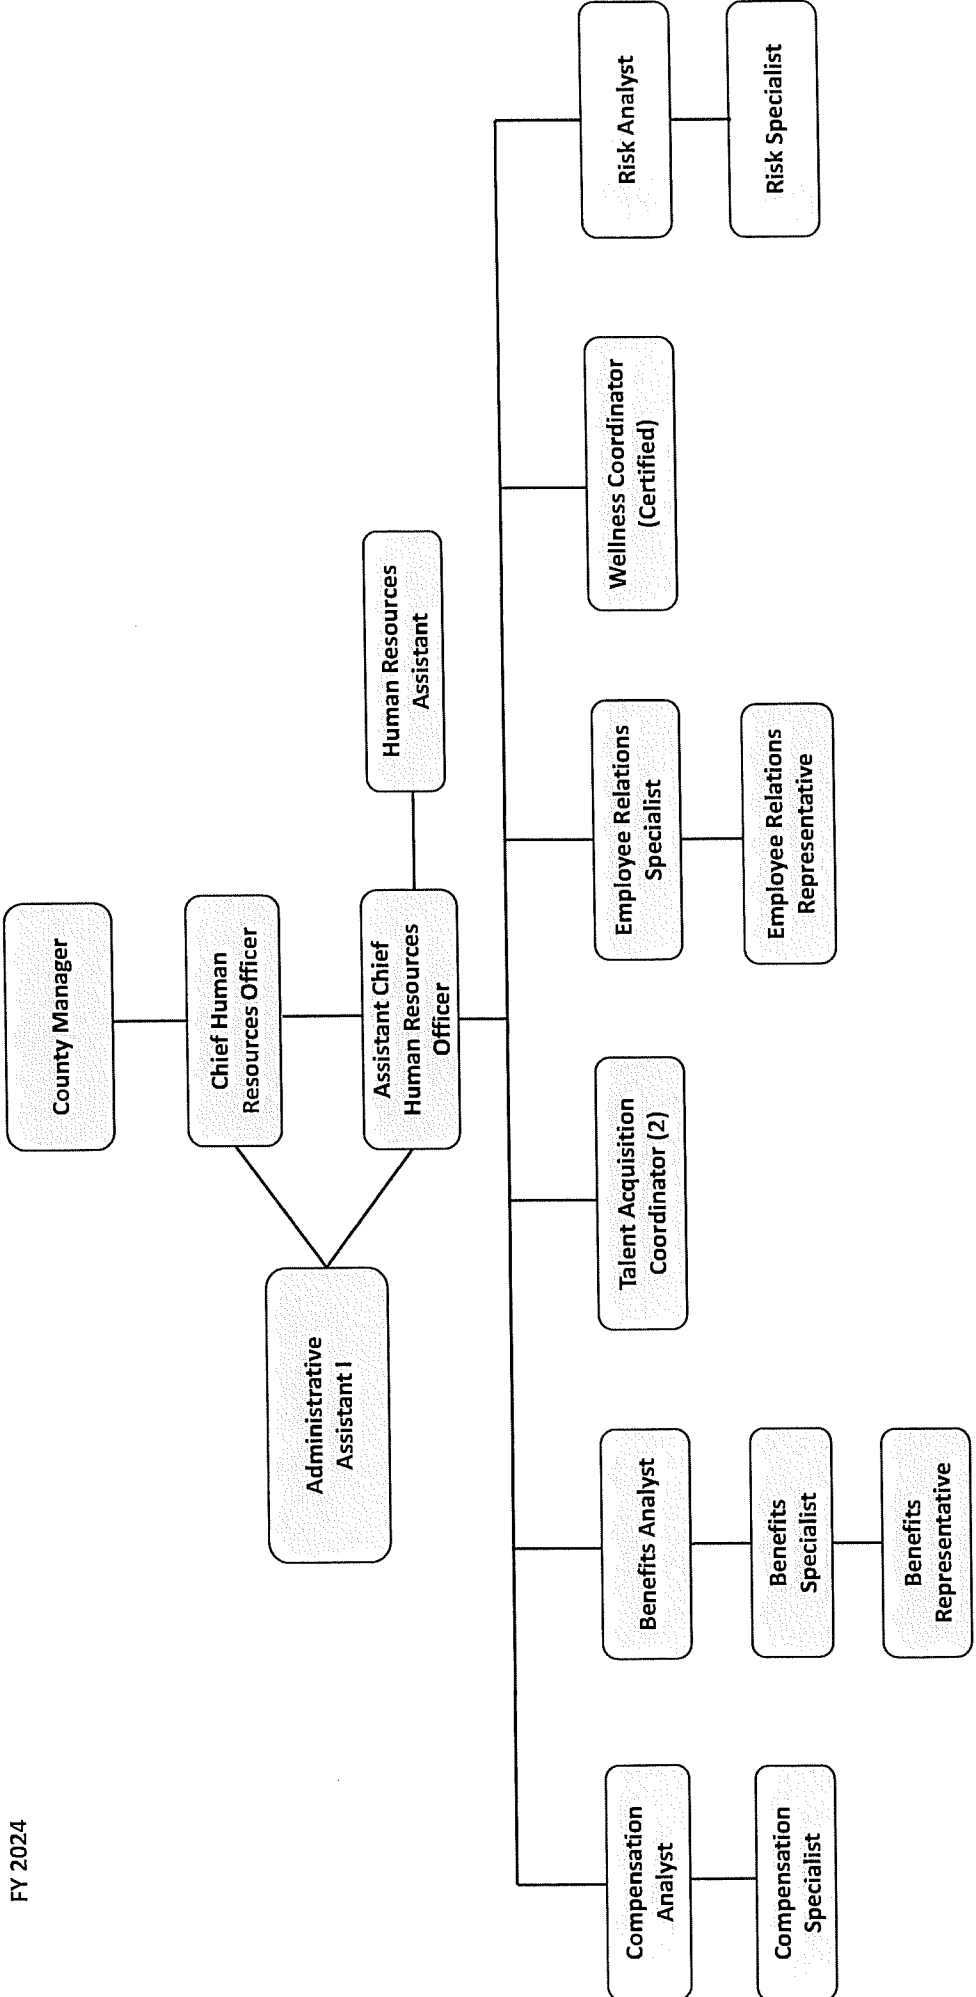 FY 2024
County Manager
Chief Human
Resources Officer
Administrative
Assistant I
Assistant Chief
Human Resources
Officer
Human Resources
Assistant
Compensation
Analyst
Benefits Analyst
Talent Acquisition
Coordinator (2)
Employee Relations
Specialist
Wellness Coordinator
(Certified)
Risk Analyst
Compensation
Specialist
Benefits
Specialist
Employee Relations
Representative
Risk Specialist
Benefits
Representative